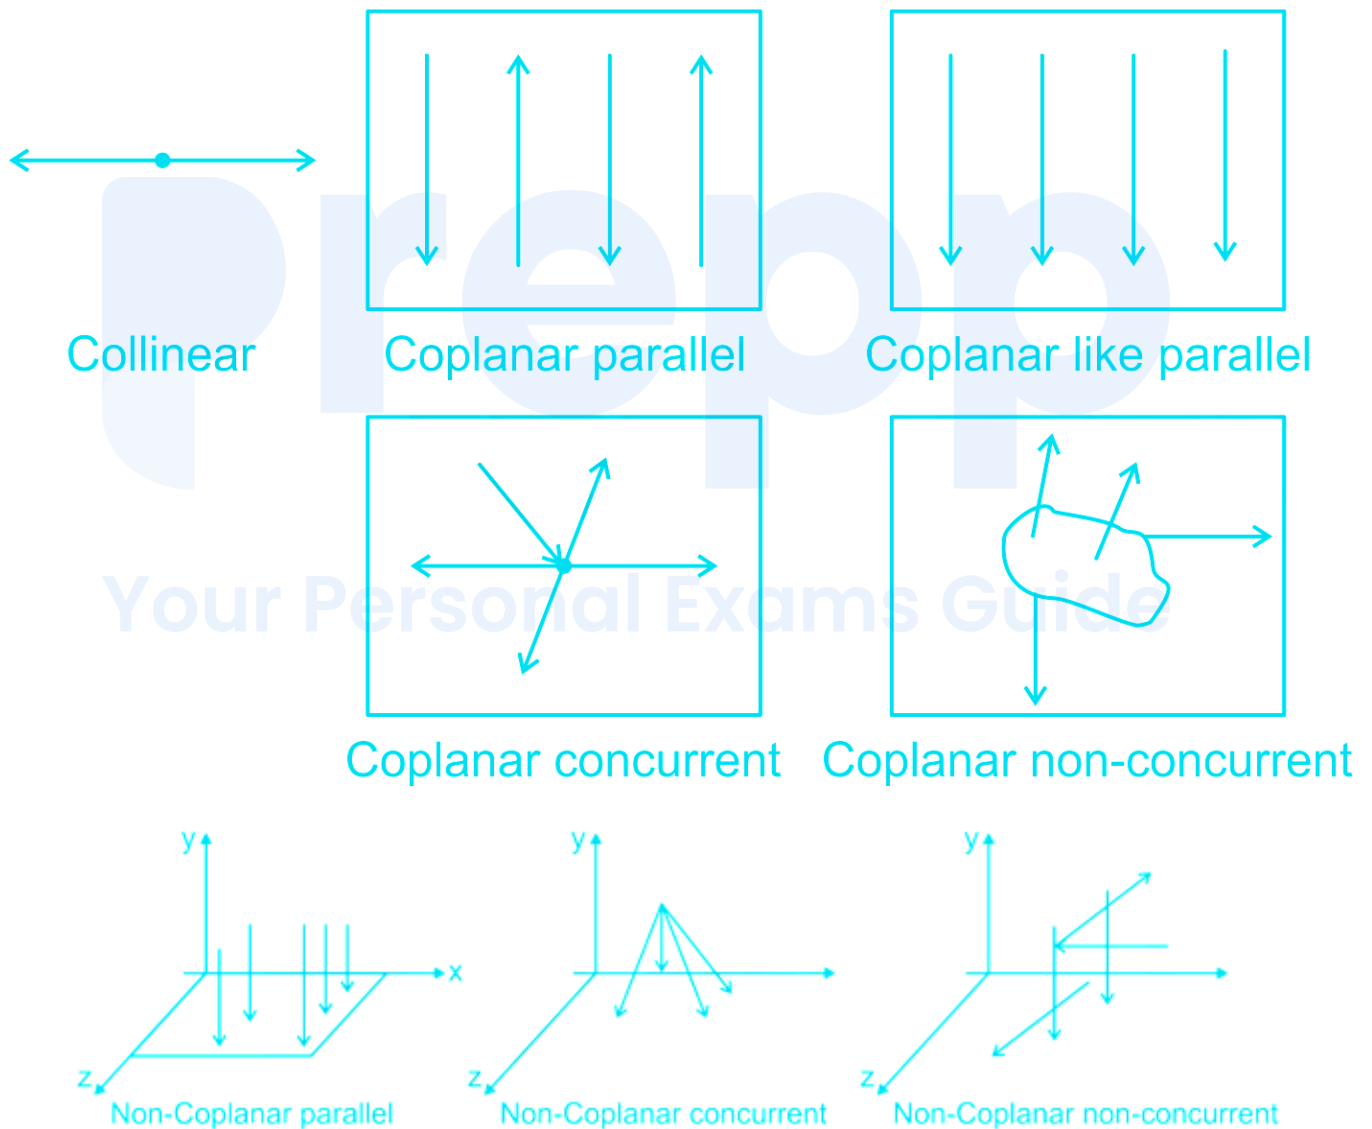 Collinear
Coplanar parallel
Coplanar like parallel
Prepp
Your Personal Exams Guide
Coplanar concurrent
Coplanar non-concurrent
y
x
z
Non-Coplanar parallel
y
z
Non-Coplanar concurrent
y
z
Non-Coplanar non-concurrent